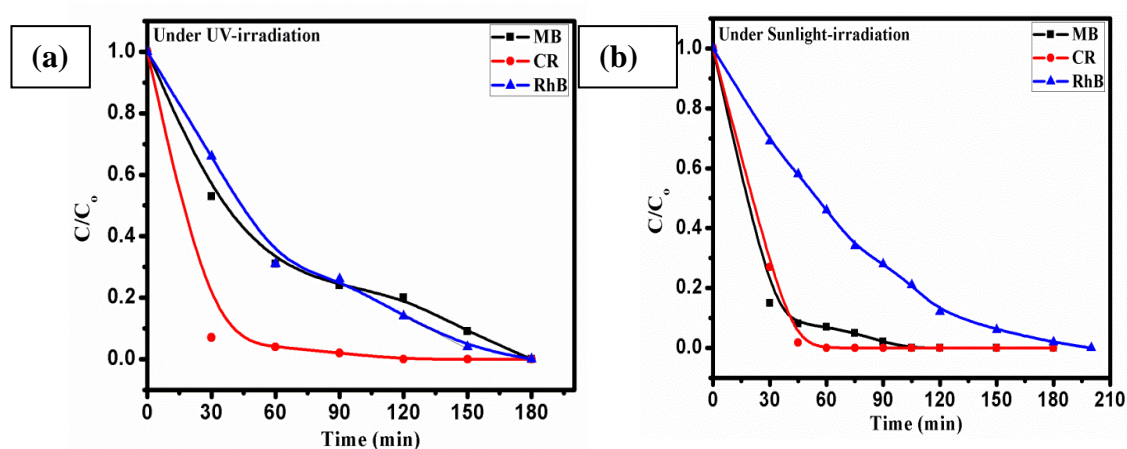 (a)
Under UV-irradiation
MB
CR
RhB
1.0
0.8
0.6
0.4
0.2
0.0
C/Co
0 30 60 90 120 150 180
Time (min)
(b)
Under Sunlight-irradiation
MB
CR
RhB
1.0
0.8
0.6
0.4
0.2
0.0
C/Co
0 30 60 90 120 150 180 210
Time (min)